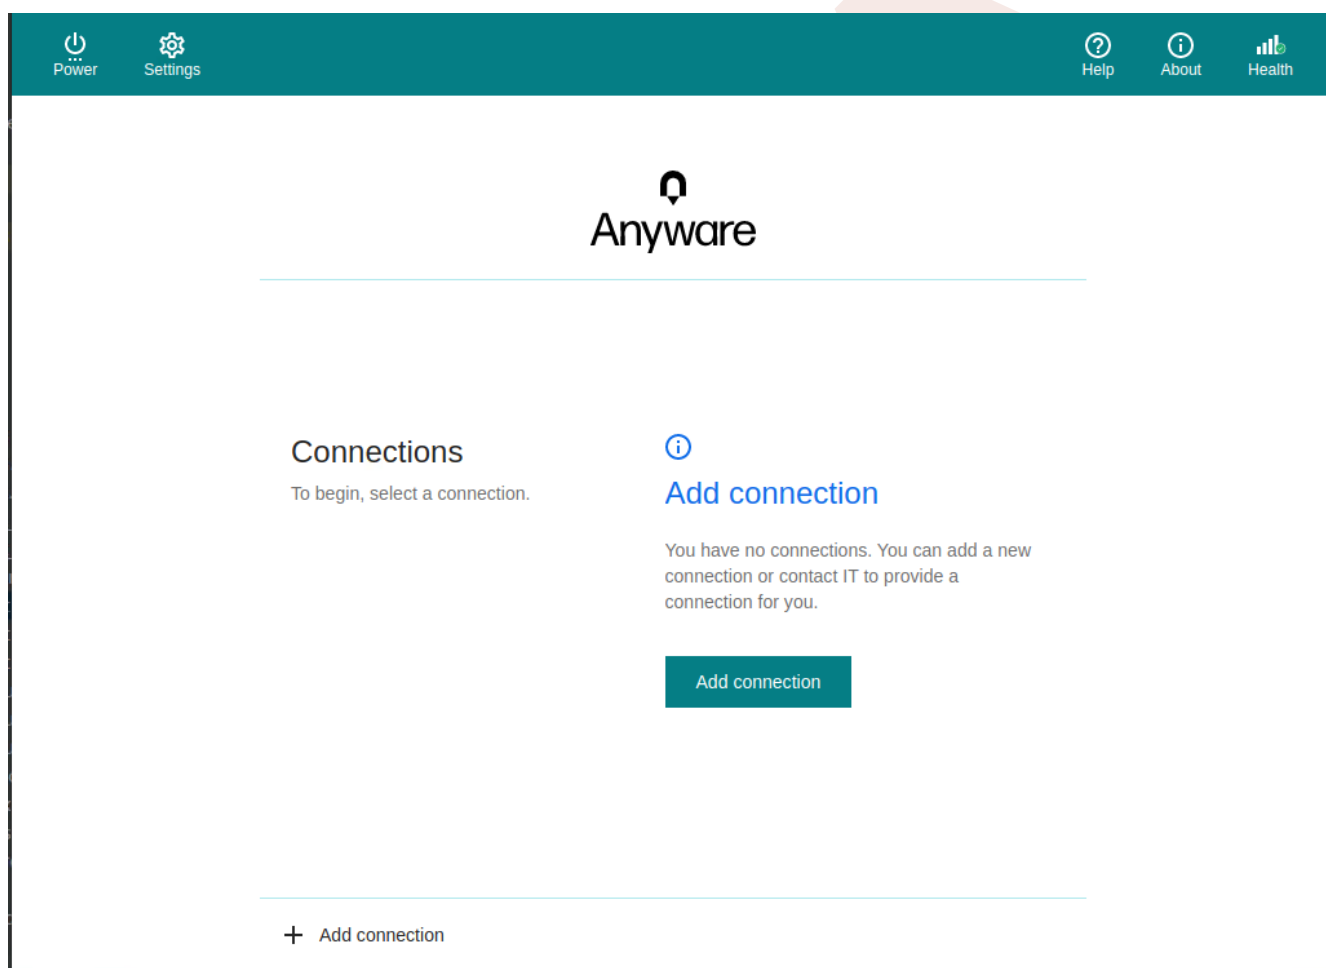 Power
Settings
Help
About
Health
Anyware
Connections
To begin, select a connection.
Add connection
You have no connections. You can add a new
connection or contact IT to provide a
connection for you.
Add connection
Add connection